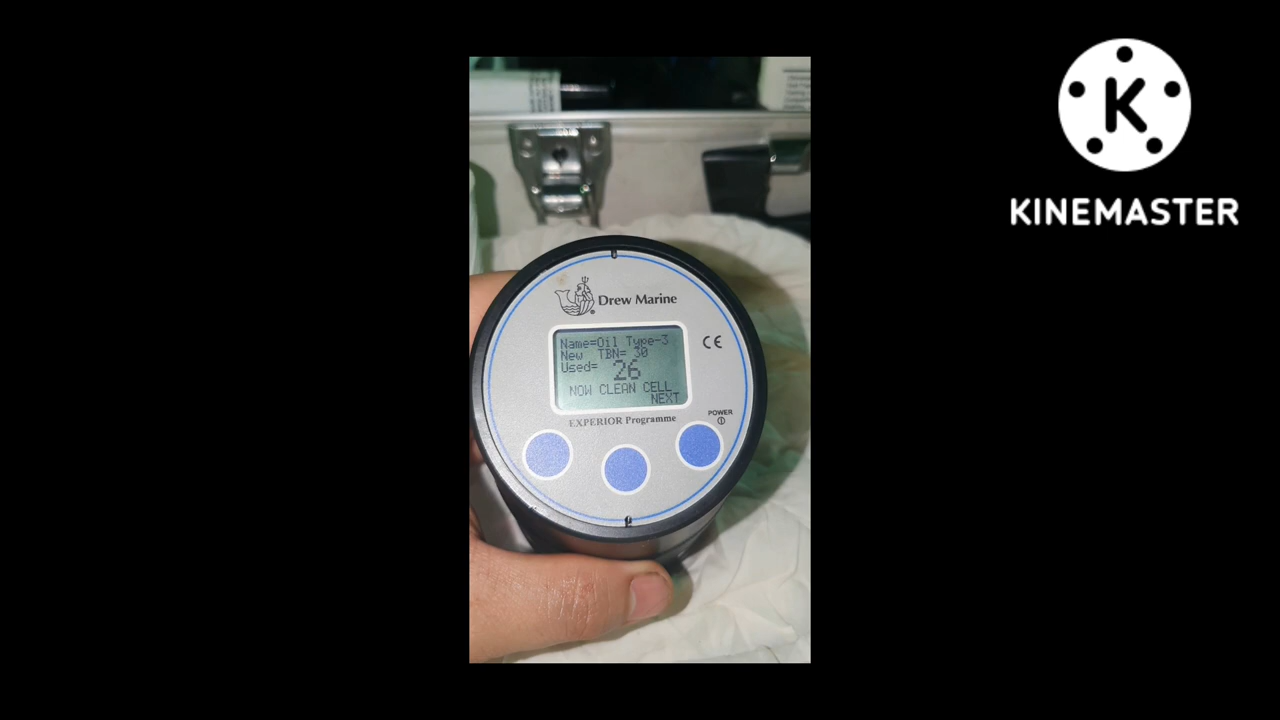 KINEMASTER
Drew Marine
CE
Name=Oil Type-3
New TBN= 30
Used= 26
NOW CLEAN CELL
NEXT
EXPERIOR Programme
POWER